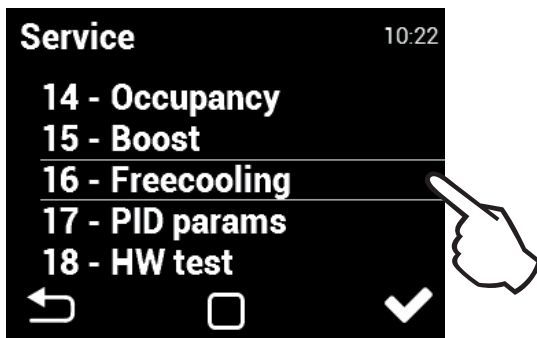 Service 10:22
14 - Occupancy
15 - Boost
16 - Freecooling
17 - PID params
18 - HW test